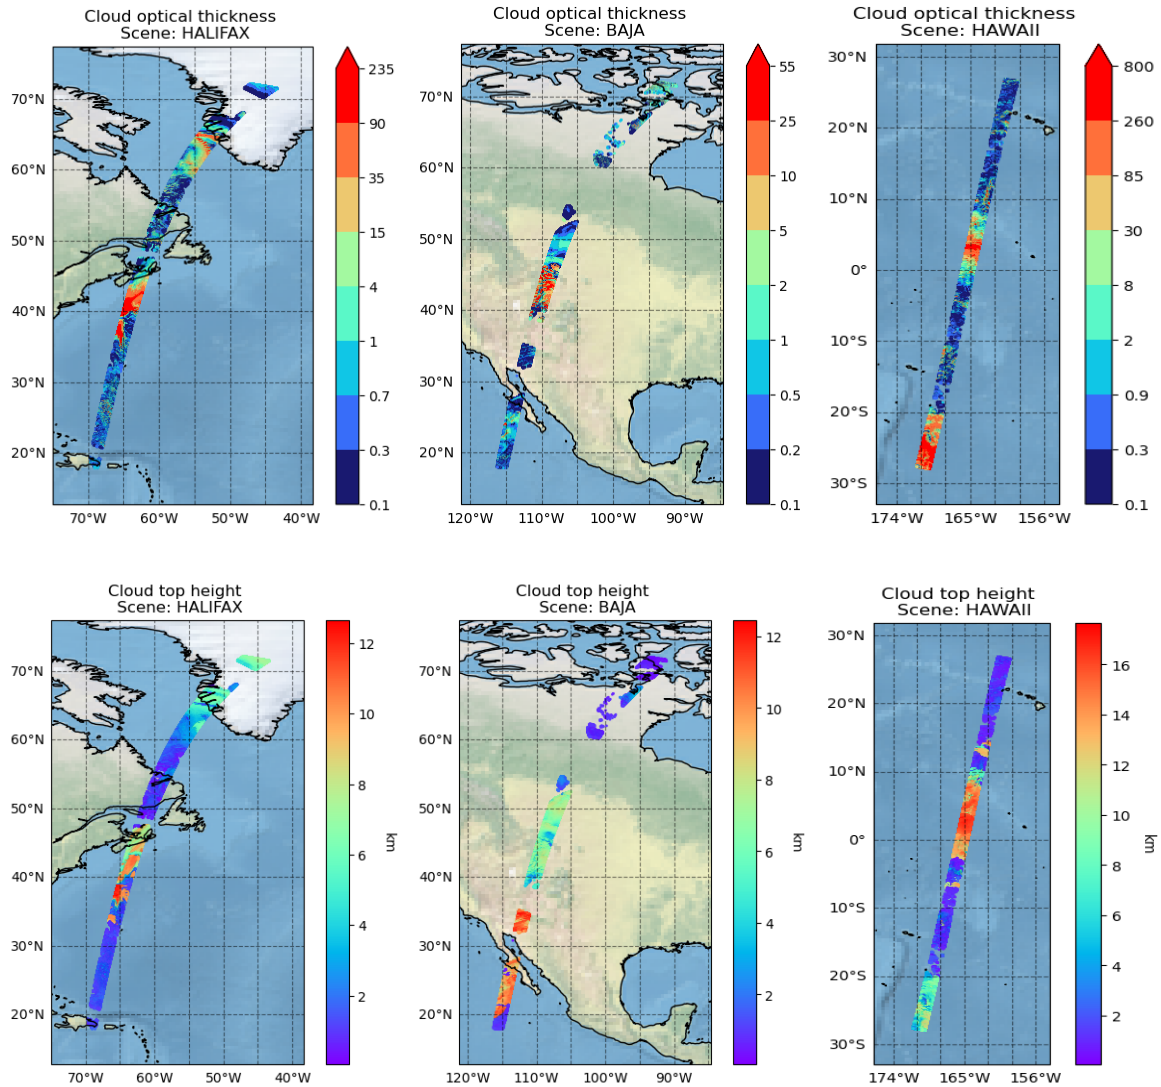 Cloud optical thickness
Scene: HALIFAX
70°N
60°N
50°N
40°N
30°N
20°N
70°W
60°W
50°W
40°W
235
90
35
15
4
1
0.7
0.3
0.1
Cloud optical thickness
Scene: BAJA
70°N
60°N
50°N
40°N
30°N
20°N
120°W
110°W
100°W
90°W
55
25
10
5
2
1
0.5
0.2
0.1
Cloud optical thickness
Scene: HAWAII
30°N
20°N
10°N
0°
10°S
20°S
30°S
174°W
165°W
156°W
800
260
85
30
8
2
0.9
0.3
0.1
Cloud top height
Scene: HALIFAX
70°N
60°N
50°N
40°N
30°N
20°N
70°W
60°W
50°W
40°W
12
10
8
6
4
2
km
Cloud top height
Scene: BAJA
70°N
60°N
50°N
40°N
30°N
20°N
120°W
110°W
100°W
90°W
12
10
8
6
4
2
km
Cloud top height
Scene: HAWAII
30°N
20°N
10°N
0°
10°S
20°S
30°S
174°W
165°W
156°W
16
14
12
10
8
6
4
2
km